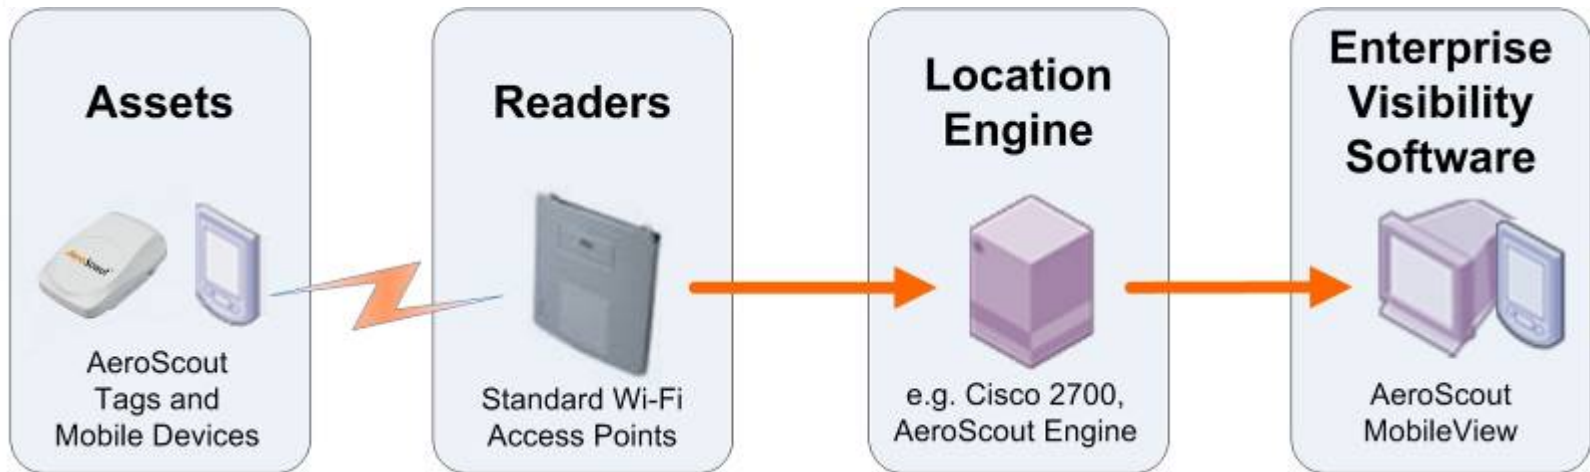 Assets
AeroScout
AeroScout
Tags and
Mobile Devices
Readers
Standard Wi-Fi
Access Points
Location
Engine
e.g. Cisco 2700,
AeroScout Engine
Enterprise
Visibility
Software
AeroScout
MobileView